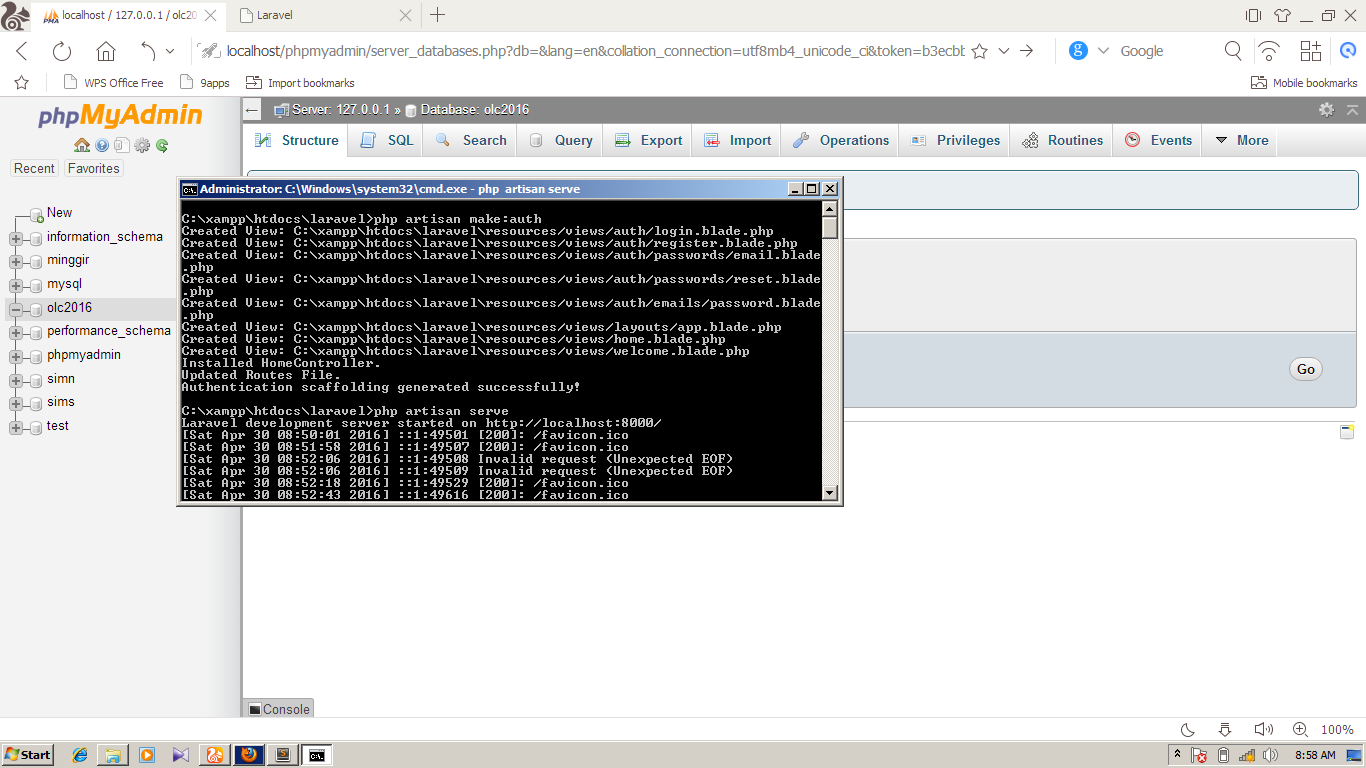 localhost / 127.0.0.1 / olc20
Laravel
localhost/phpmyadmin/server_databases.php?db=&lang=en&collation_connection=utf8mb4_unicode_ci&token=b3ecbb
Google
WPS Office Free
9apps
Import bookmarks
Mobile bookmarks
phpMyAdmin
Recent
Favorites
New
information_schema
minggir
mysql
olc2016
performance_schema
phpmyadmin
simn
sims
test
Server: 127.0.0.1 » Database: olc2016
Structure
SQL
Search
Query
Export
Import
Operations
Privileges
Routines
Events
More
Go
Administrator: C:\Windows\system32\cmd.exe - php artisan serve
C:\xampp\htdocs\laravel>php artisan make:auth
Created View: C:\xampp\htdocs\laravel\resources/views/auth/login.blade.php
Created View: C:\xampp\htdocs\laravel\resources/views/auth/register.blade.php
Created View: C:\xampp\htdocs\laravel\resources/views/auth/passwords/email.blade
.php
Created View: C:\xampp\htdocs\laravel\resources/views/auth/passwords/reset.blade
.php
Created View: C:\xampp\htdocs\laravel\resources/views/auth/emails/password.blade
.php
Created View: C:\xampp\htdocs\laravel\resources/views/layouts/app.blade.php
Created View: C:\xampp\htdocs\laravel\resources/views/home.blade.php
Created View: C:\xampp\htdocs\laravel\resources/views/welcome.blade.php
Installed HomeController.
Updated Routes File.
Authentication scaffolding generated successfully!
C:\xampp\htdocs\laravel>php artisan serve
Laravel development server started on http://localhost:8000/
[Sat Apr 30 08:50:01 2016] ::1:49501 [200]: /favicon.ico
[Sat Apr 30 08:51:58 2016] ::1:49507 [200]: /favicon.ico
[Sat Apr 30 08:52:06 2016] ::1:49508 Invalid request (Unexpected EOF)
[Sat Apr 30 08:52:06 2016] ::1:49509 Invalid request (Unexpected EOF)
[Sat Apr 30 08:52:18 2016] ::1:49529 [200]: /favicon.ico
[Sat Apr 30 08:52:43 2016] ::1:49616 [200]: /favicon.ico
Console
100%
Start
8:58 AM